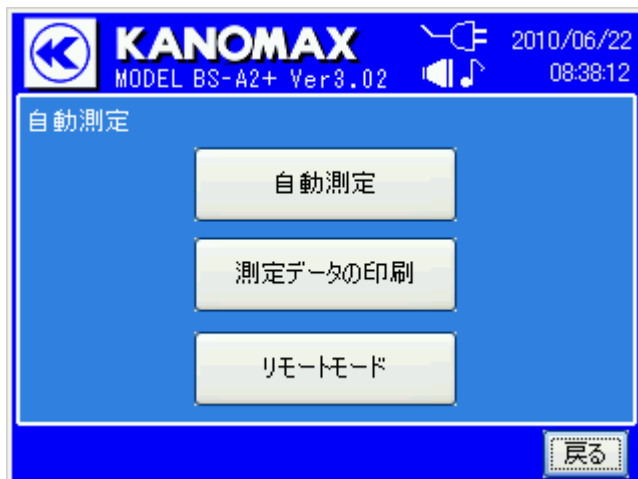 KANOMAX
MODEL BS-A2+ Ver3.02
2010/06/22
08:38:12
自動測定
自動測定
測定データの印刷
リモートモード
戻る